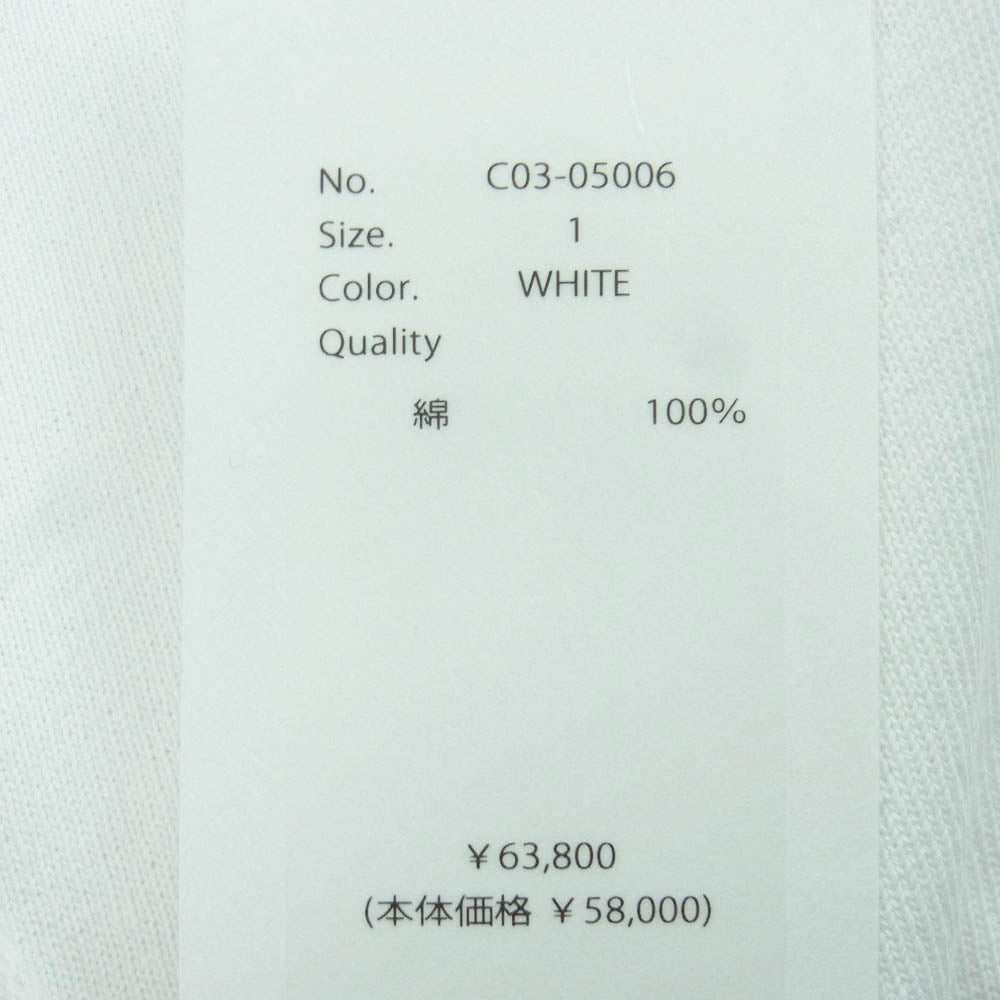 No. C03-05006
Size. 1
Color. WHITE
Quality
綿 100%
¥63,800
(本体価格 ¥58,000)